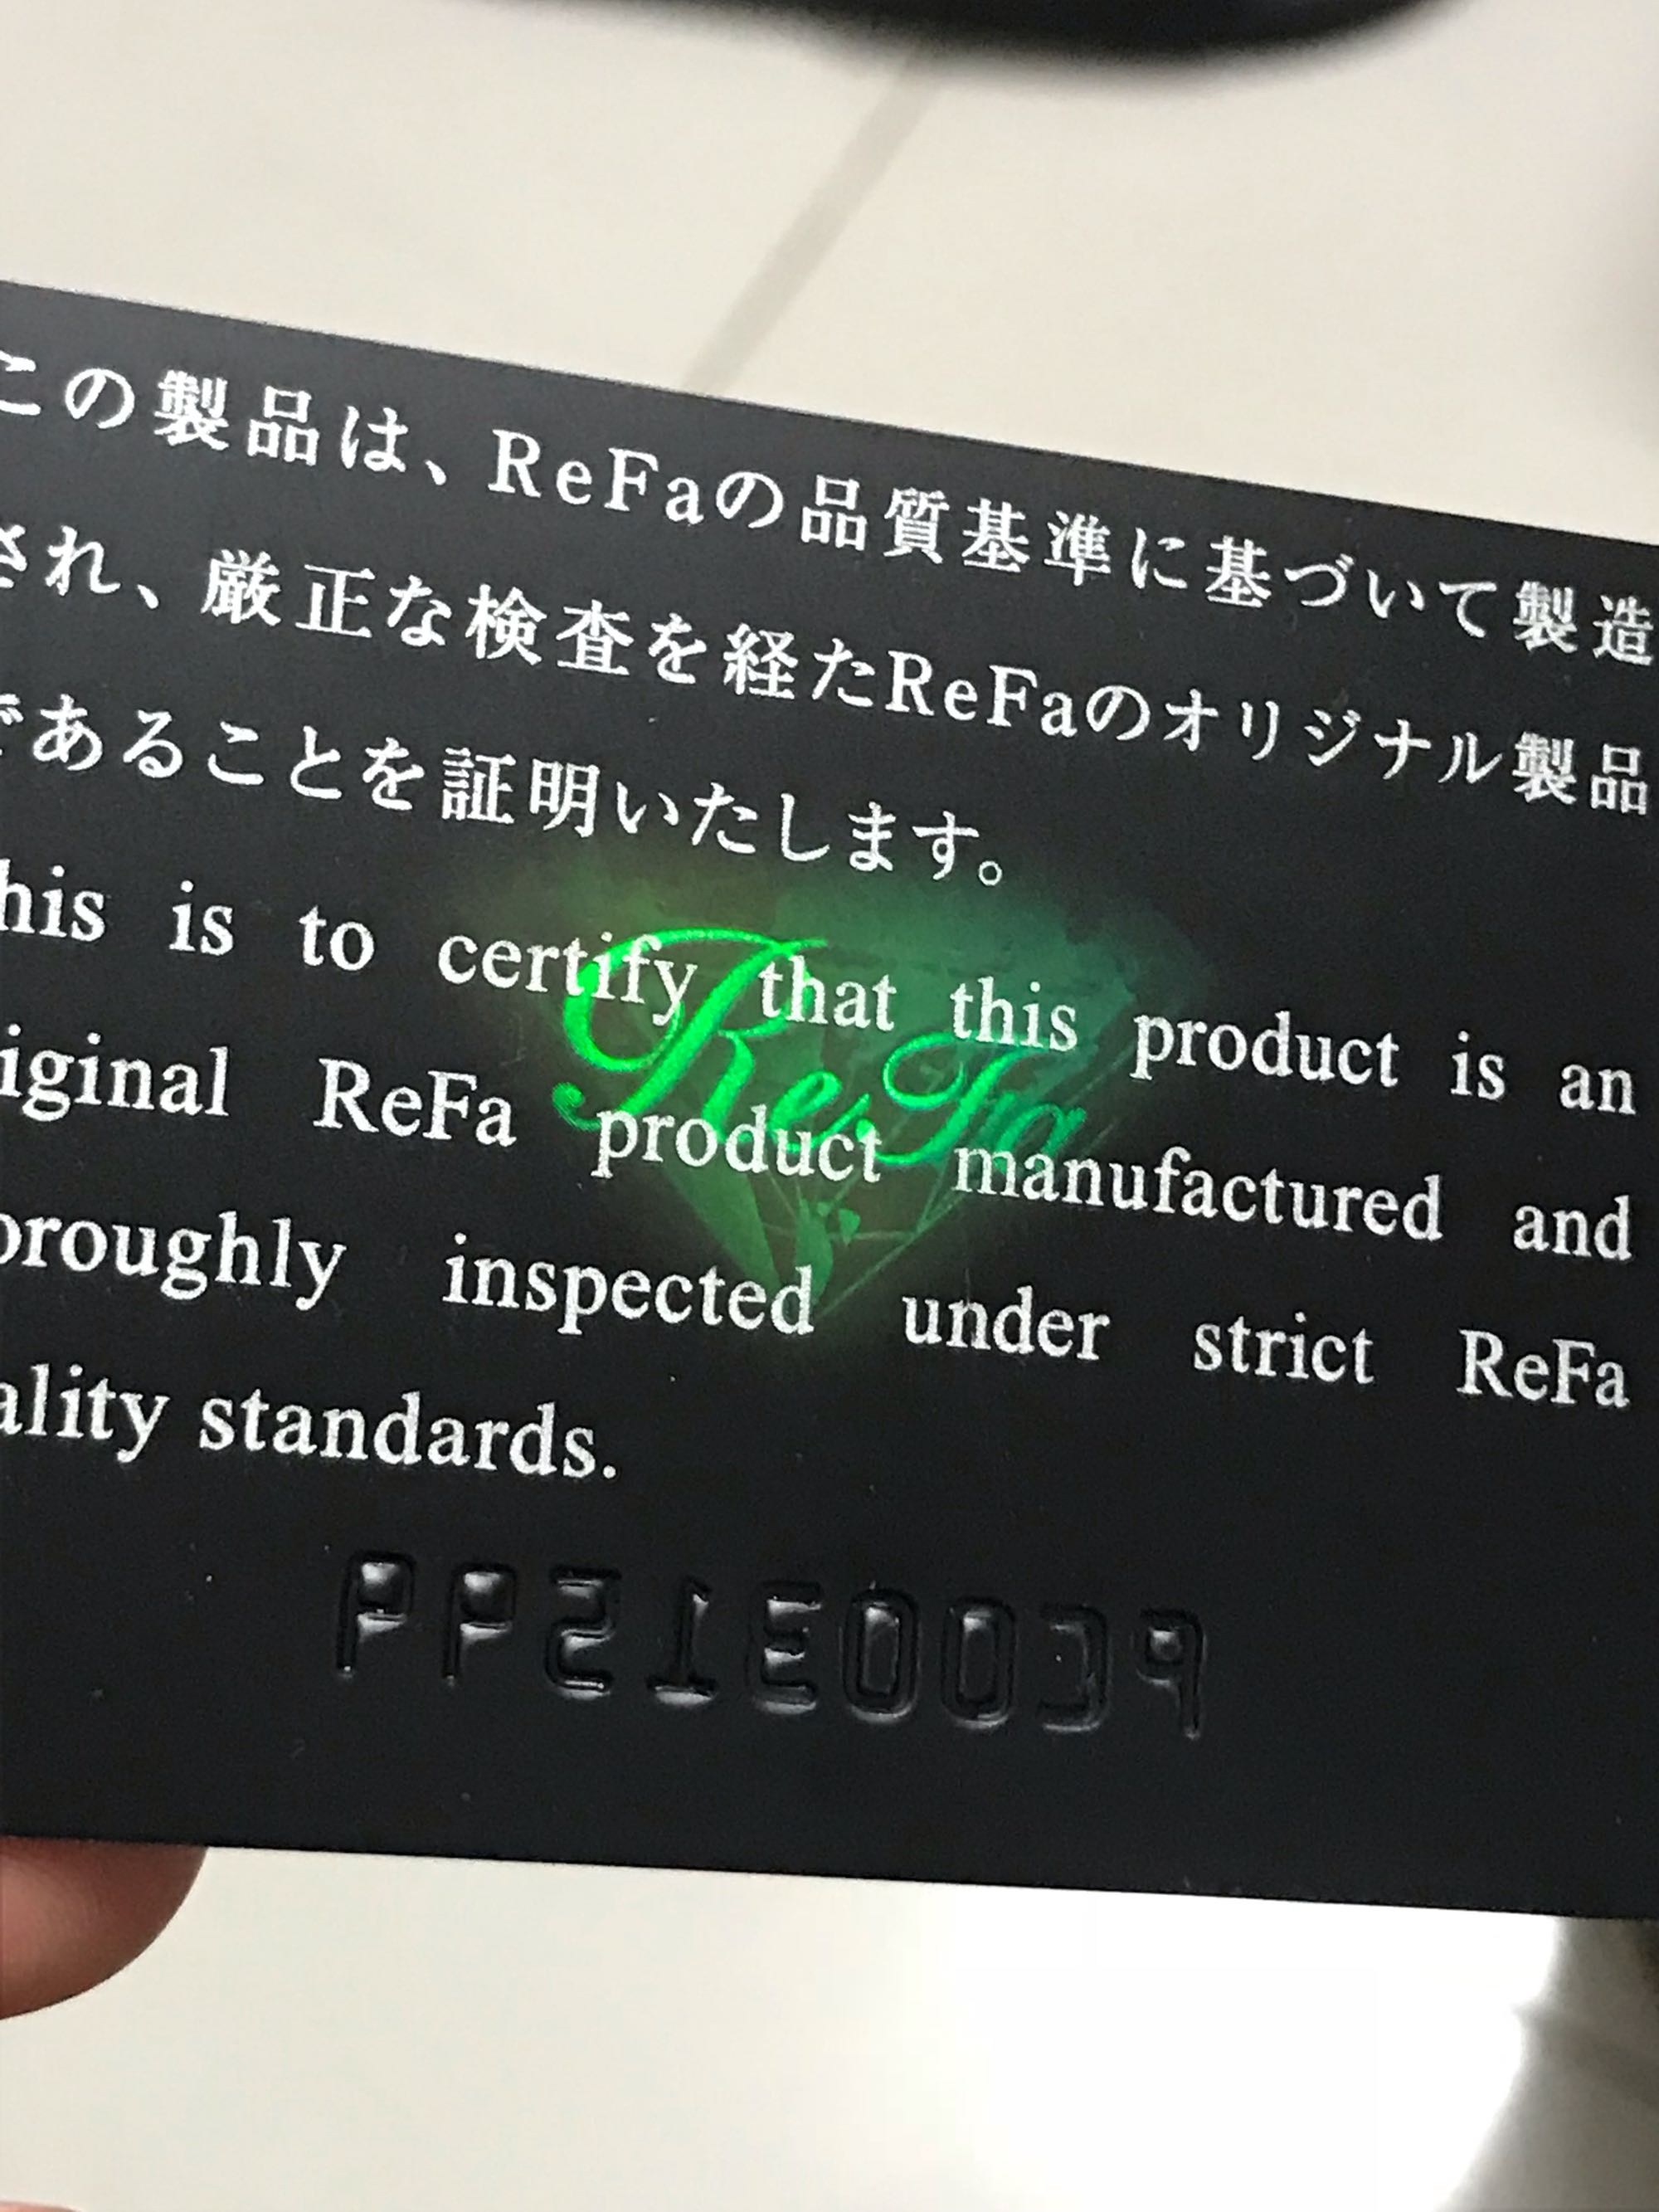 この製品は、ReFaの品質基準に基づいて製造
され、厳正な検査を経たReFaのオリジナル製品
であることを証明いたします。
his is to certify that this product is an
iginal ReFa product manufactured and
oroughly inspected under strict ReFa
ality standards.
ReFa